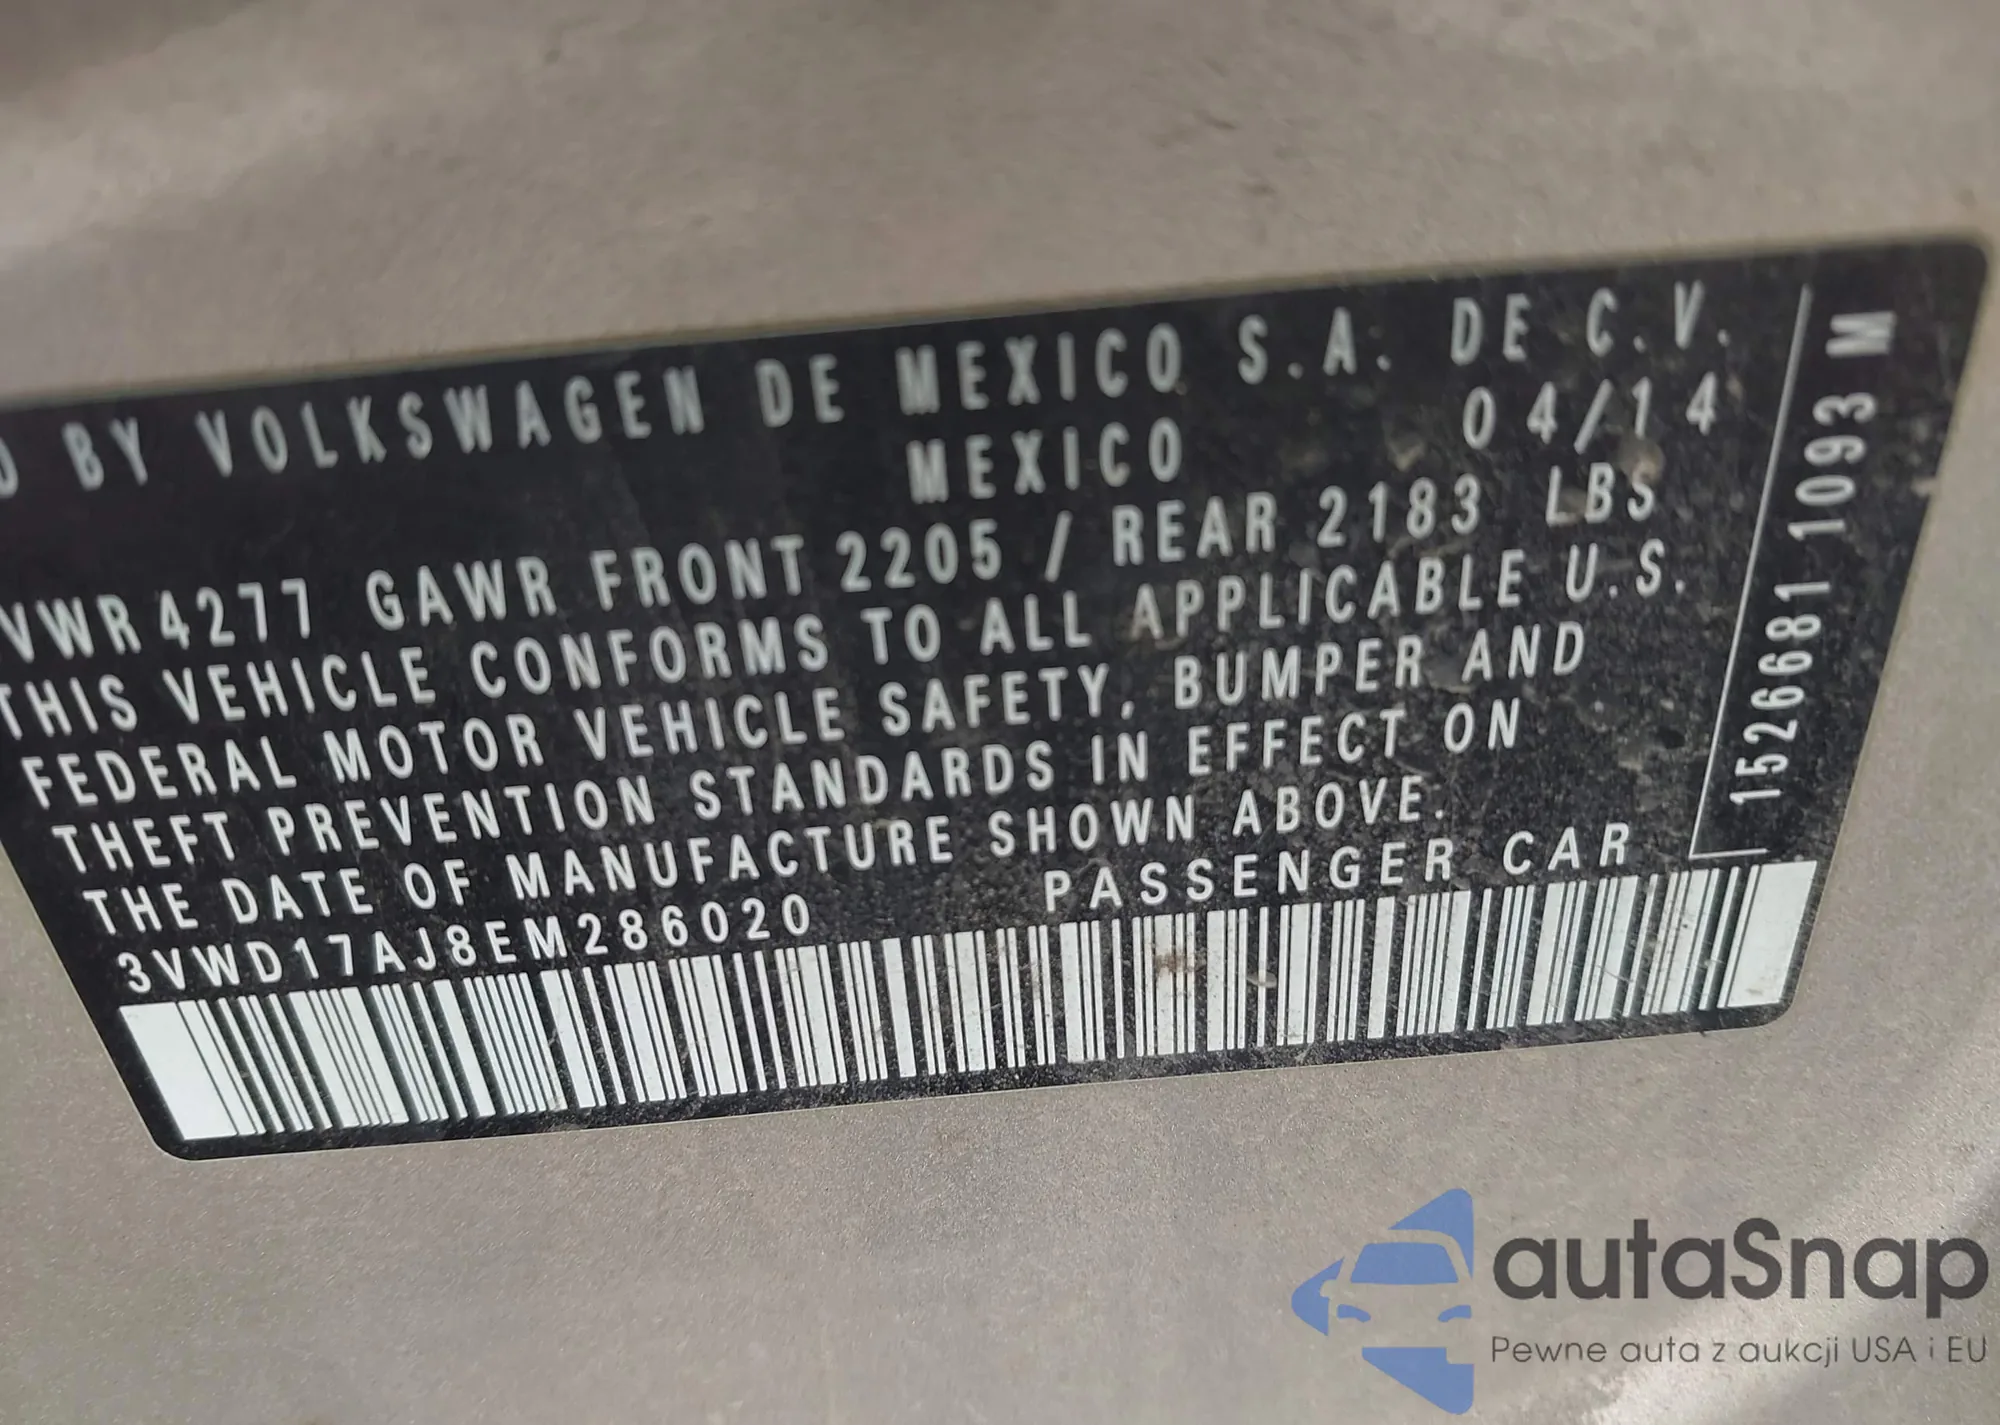 BY VOLKSWAGEN DE MEXICO S.A. DE C.V.
MEXICO 04/14
VWR 4277 GAWR FRONT 2205 / REAR 2183 LBS
THIS VEHICLE CONFORMS TO ALL APPLICABLE U.S.
FEDERAL MOTOR VEHICLE SAFETY, BUMPER AND
THEFT PREVENTION STANDARDS IN EFFECT ON
THE DATE OF MANUFACTURE SHOWN ABOVE.
3VWD17AJ8EM286020 PASSENGER CAR
1526681 1093 M
autaSnap
Pewne auta z aukcji USA i EU